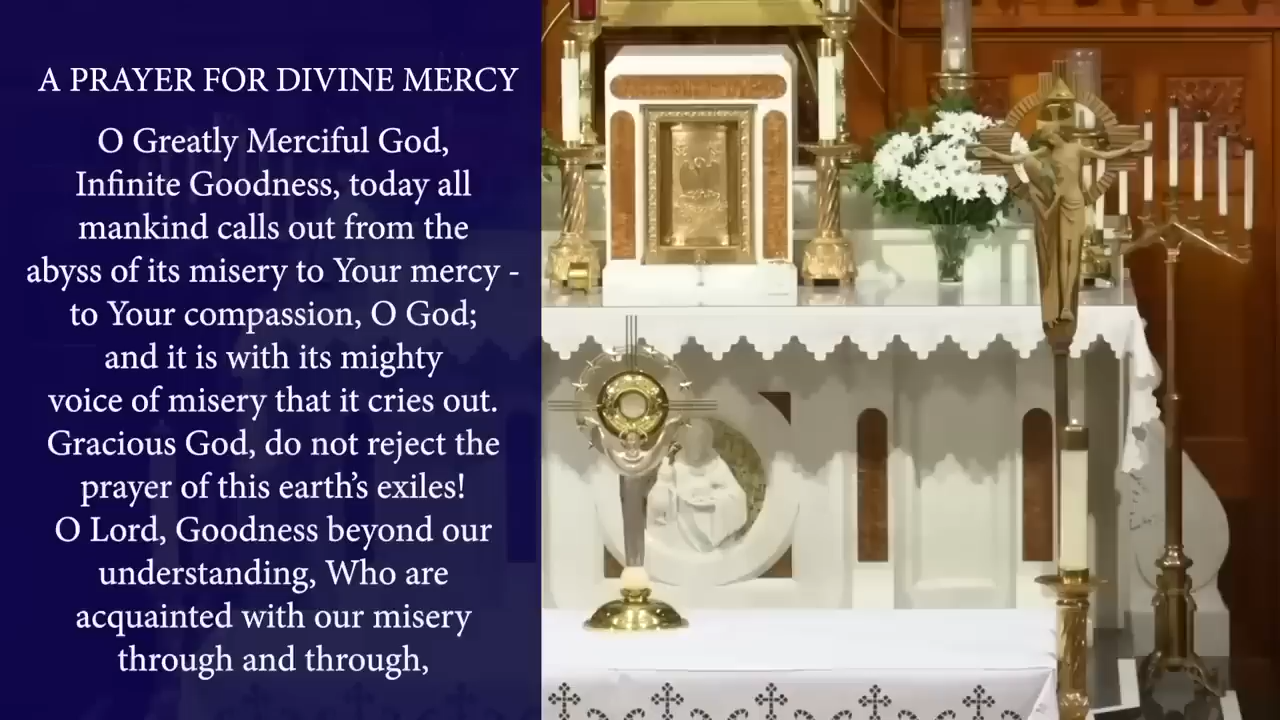 A PRAYER FOR DIVINE MERCY
O Greatly Merciful God,
Infinite Goodness, today all
mankind calls out from the
abyss of its misery to Your mercy -
to Your compassion, O God;
and it is with its mighty
voice of misery that it cries out.
Gracious God, do not reject the
prayer of this earth’s exiles!
O Lord, Goodness beyond our
understanding, Who are
acquainted with our misery
through and through,